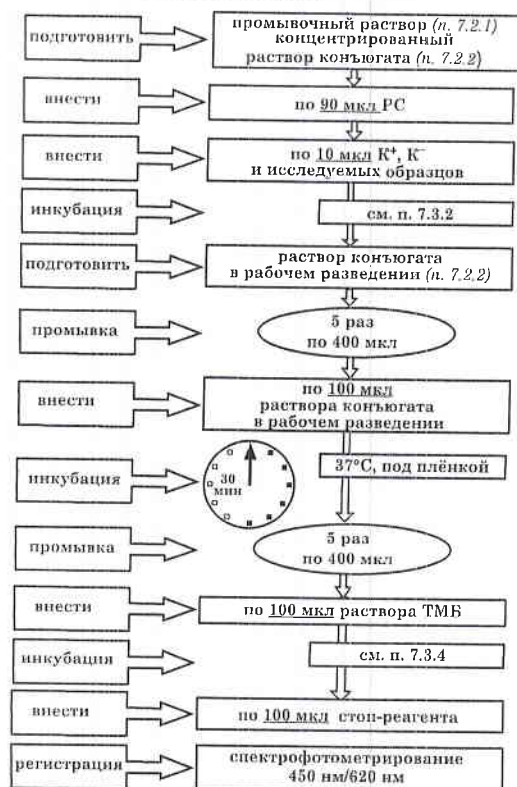 подготовить
промывочный раствор (п. 7.2.1)
концентрированный
раствор конъюгата (п. 7.2.2)
внести
по 90 мкл РС
внести
по 10 мкл К⁺, К⁻
и исследуемых образцов
инкубация
см. п. 7.3.2
подготовить
раствор конъюгата
в рабочем разведении (п. 7.2.2)
промывка
5 раз
по 400 мкл
внести
по 100 мкл
раствора конъюгата
в рабочем разведении
инкубация
30
мин
37°С, под плёнкой
промывка
5 раз
по 400 мкл
внести
по 100 мкл раствора ТМБ
инкубация
см. п. 7.3.4
внести
по 100 мкл стоп-реагента
регистрация
спектрофотометрирование
450 нм/620 нм